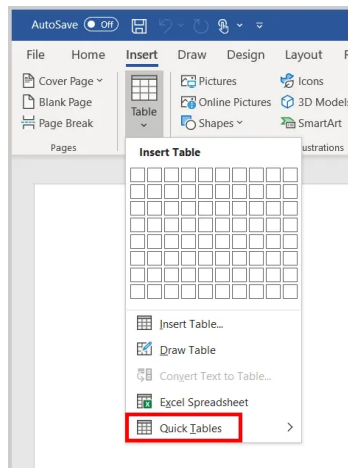 AutoSave Off
File Home Insert Draw Design Layout
Cover Page
Blank Page
Page Break
Pages
Table
Pictures
Online Pictures
Shapes
Icons
3D Models
SmartArt
ustrations
Insert Table
Insert Table...
Draw Table
Convert Text to Table...
Excel Spreadsheet
Quick Tables